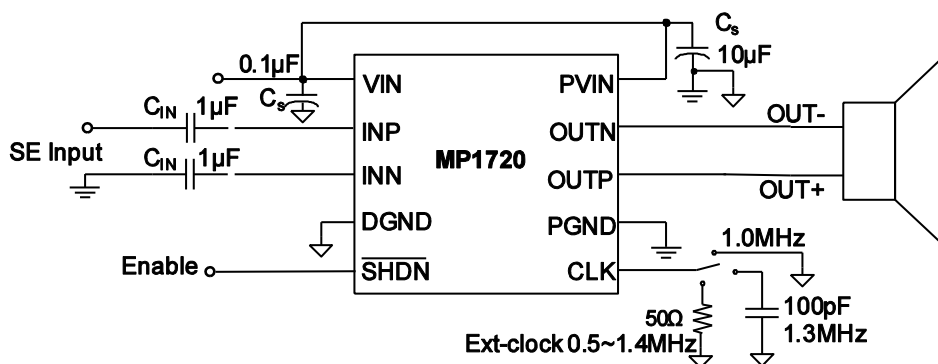 Cs
10µF
0.1µF
VIN
PVIN
Cs
CIN 1µF
INP
OUTN
OUT-
SE Input
MP1720
CIN 1µF
INN
OUTP
OUT+
DGND
PGND
1.0MHz
Enable
SHDN
CLK
100pF
50Ω
1.3MHz
Ext-clock 0.5~1.4MHz